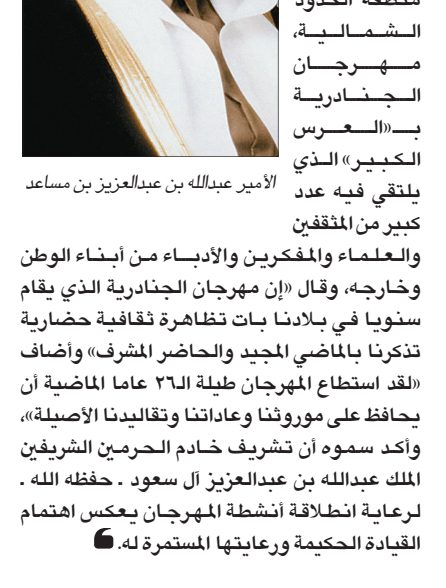 منطقة الحدود
الشمالية،
مهرجان
الجنادرية
بـ«العرس
الكبير» الذي
يلتقي فيه عدد
كبير من المثقفين
الأمير عبدالله بن عبدالعزيز بن مساعد
والعلماء والمفكرين والأدباء من أبناء الوطن
وخارجه، وقال «إن مهرجان الجنادرية الذي يقام
سنويا في بلادنا بات تظاهرة ثقافية حضارية
تذكرنا بالماضي المجيد والحاضر المشرف» وأضاف
«لقد استطاع المهرجان طيلة الـ٢٦ عاما الماضية أن
يحافظ على موروثنا وعاداتنا وتقاليدنا الأصيلة»،
وأكد سموه أن تشريف خادم الحرمين الشريفين
الملك عبدالله بن عبدالعزيز آل سعود ـ حفظه الله ـ
لرعاية انطلاقة أنشطة المهرجان يعكس اهتمام
القيادة الحكيمة ورعايتها المستمرة له.